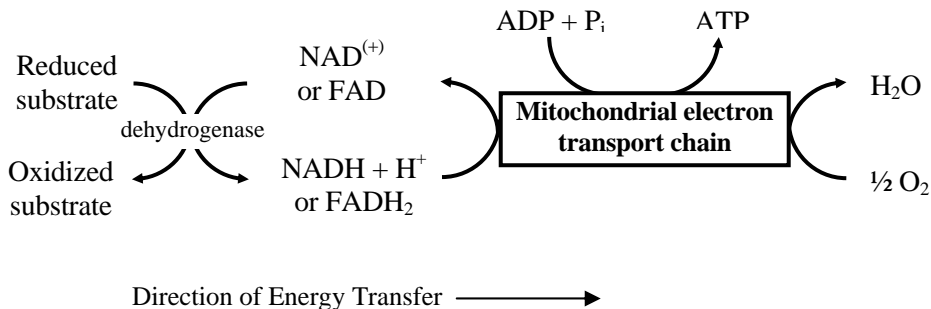 ADP + Pᵢ
ATP
Reduced
substrate
NAD⁽⁺⁾
or FAD
H₂O
dehydrogenase
Mitochondrial electron
transport chain
Oxidized
substrate
NADH + H⁺
or FADH₂
½ O₂
Direction of Energy Transfer